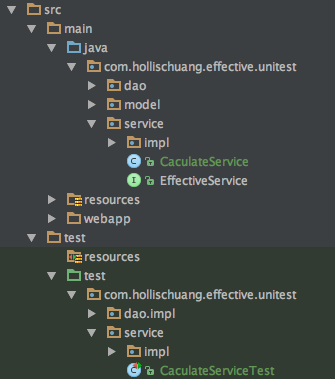 src
main
java
com.hollischuang.effective.unitest
dao
model
service
impl
CaculateService
EffectiveService
resources
webapp
test
resources
test
com.hollischuang.effective.unitest
dao.impl
service
impl
CaculateServiceTest